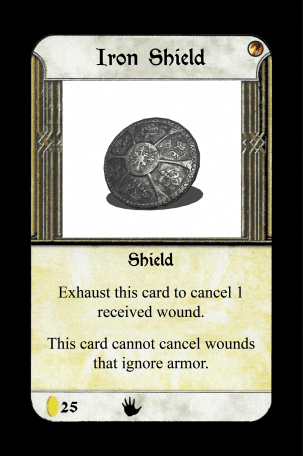 Iron Shield
Shield
Exhaust this card to cancel 1
received wound.
This card cannot cancel wounds
that ignore armor.
25